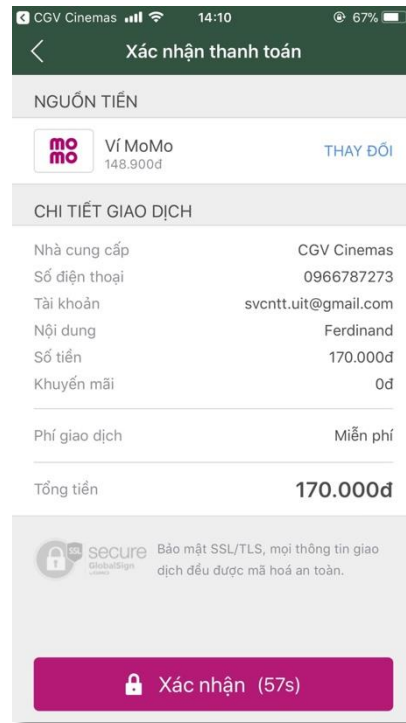 CGV Cinemas 14:10 67%
Xác nhận thanh toán
NGUỒN TIỀN
mo mo
Ví MoMo
148.900đ
THAY ĐỔI
CHI TIẾT GIAO DỊCH
Nhà cung cấp CGV Cinemas
Số điện thoại 0966787273
Tài khoản svcntt.uit@gmail.com
Nội dung Ferdinand
Số tiền 170.000đ
Khuyến mãi 0đ
Phí giao dịch Miễn phí
Tổng tiền 170.000đ
SSL secure
GlobalSign
Bảo mật SSL/TLS, mọi thông tin giao
dịch đều được mã hoá an toàn.
Xác nhận (57s)